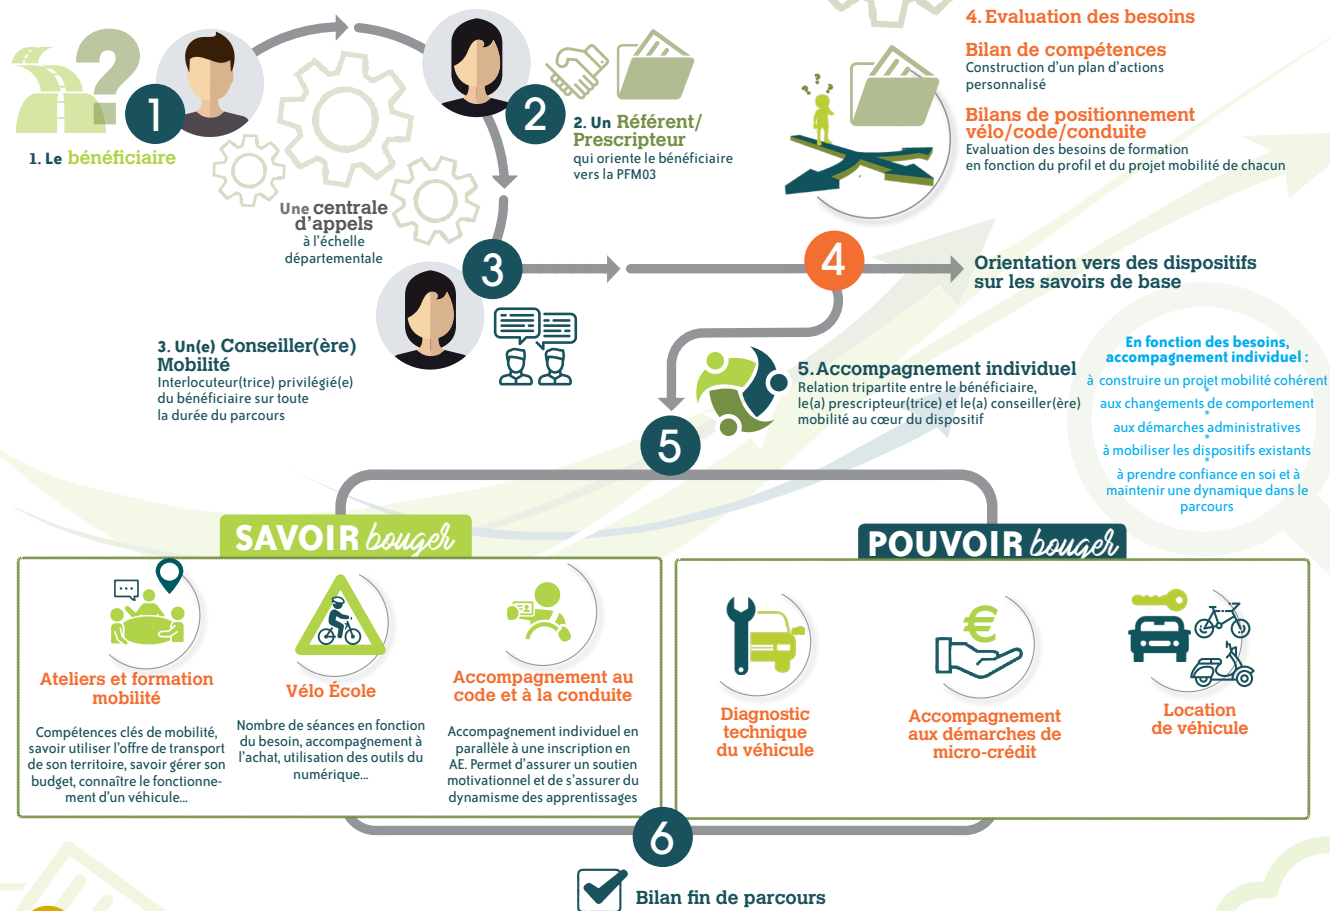 1
1. Le bénéficiaire
2
2. Un Référent/
Prescripteur
qui oriente le bénéficiaire
vers la PFM03
Une centrale
d'appels
à l'échelle
départementale
3
3. Un(e) Conseiller(ère)
Mobilité
Interlocuteur(trice) privilégié(e)
du bénéficiaire sur toute
la durée du parcours
4. Evaluation des besoins
Bilan de compétences
Construction d'un plan d'actions
personnalisé
Bilans de positionnement
vélo/code/conduite
Evaluation des besoins de formation
en fonction du profil et du projet mobilité de chacun
4
Orientation vers des dispositifs
sur les savoirs de base
5. Accompagnement individuel
Relation tripartite entre le bénéficiaire,
le(a) prescripteur(trice) et le(a) conseiller(ère)
mobilité au cœur du dispositif
5
En fonction des besoins,
accompagnement individuel :
à construire un projet mobilité cohérent
*
aux changements de comportement
*
aux démarches administratives
*
à mobiliser les dispositifs existants
*
à prendre confiance en soi et à
maintenir une dynamique dans le
parcours
SAVOIR bouger
Ateliers et formation
mobilité
Compétences clés de mobilité,
savoir utiliser l'offre de transport
de son territoire, savoir gérer son
budget, connaître le fonctionne-
ment d'un véhicule...
Vélo École
Nombre de séances en fonction
du besoin, accompagnement à
l'achat, utilisation des outils du
numérique...
Accompagnement au
code et à la conduite
Accompagnement individuel en
parallèle à une inscription en
AE. Permet d'assurer un soutien
motivationnel et de s'assurer du
dynamisme des apprentissages
POUVOIR bouger
Diagnostic
technique
du véhicule
€
Accompagnement
aux démarches de
micro-crédit
Location
de véhicule
6
Bilan fin de parcours